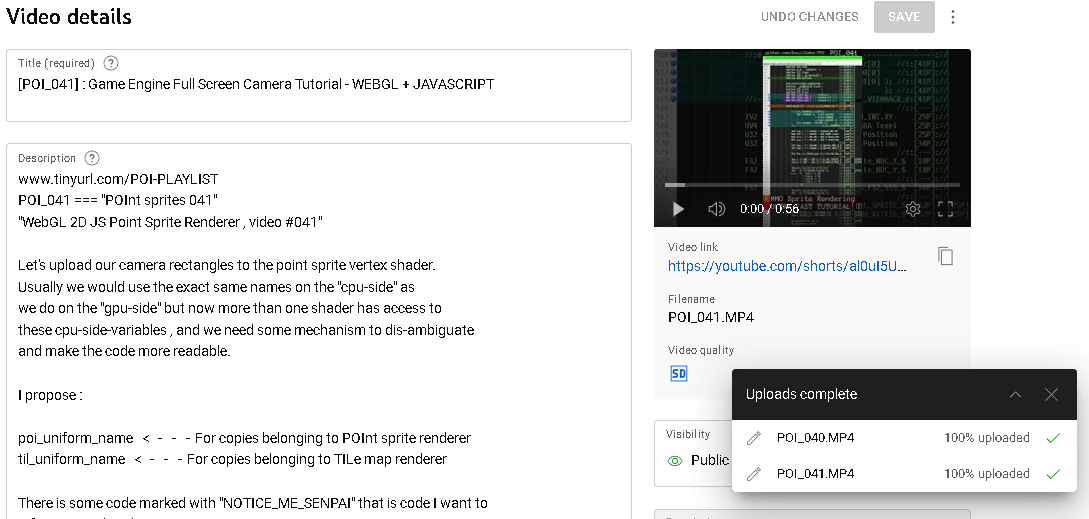 Video details
UNDO CHANGES
SAVE
Title (required)
[POI_041] : Game Engine Full Screen Camera Tutorial - WEBGL + JAVASCRIPT
Description
www.tinyurl.com/POI-PLAYLIST
POI_041 === "POInt sprites 041"
"WebGL 2D JS Point Sprite Renderer , video #041"
Let's upload our camera rectangles to the point sprite vertex shader.
Usually we would use the exact same names on the "cpu-side" as
we do on the "gpu-side" but now more than one shader has access to
these cpu-side-variables , and we need some mechanism to dis-ambiguate
and make the code more readable.
I propose :
poi_uniform_name < - - - For copies belonging to POInt sprite renderer
til_uniform_name < - - - For copies belonging to TILe map renderer
There is some code marked with "NOTICE_ME_SENPAI" that is code I want to
POI_041
0:00 / 0:56
MMO Sprite Rendering
Video link
https://youtube.com/shorts/al0uI5U...
Filename
POI_041.MP4
Video quality
SD
Visibility
Public
Uploads complete
POI_040.MP4 100% uploaded
POI_041.MP4 100% uploaded